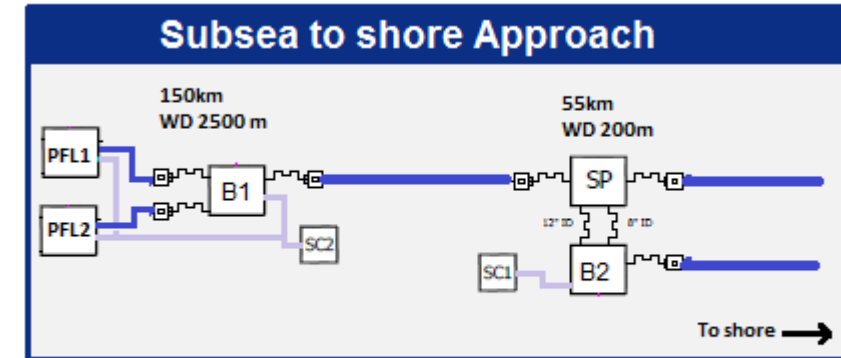 Subsea to shore Approach
150km
WD 2500 m
55km
WD 200m
PFL1
B1
SP
PFL2
12" ID
8" ID
SC2
SC1
B2
To shore